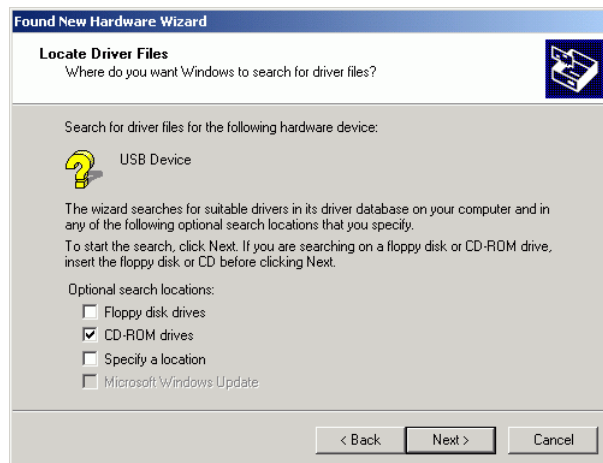 Found New Hardware Wizard
Locate Driver Files
Where do you want Windows to search for driver files?
Search for driver files for the following hardware device:
USB Device
The wizard searches for suitable drivers in its driver database on your computer and in
any of the following optional search locations that you specify.
To start the search, click Next. If you are searching on a floppy disk or CD-ROM drive,
insert the floppy disk or CD before clicking Next.
Optional search locations:
Floppy disk drives
CD-ROM drives
Specify a location
Microsoft Windows Update
< Back Next > Cancel